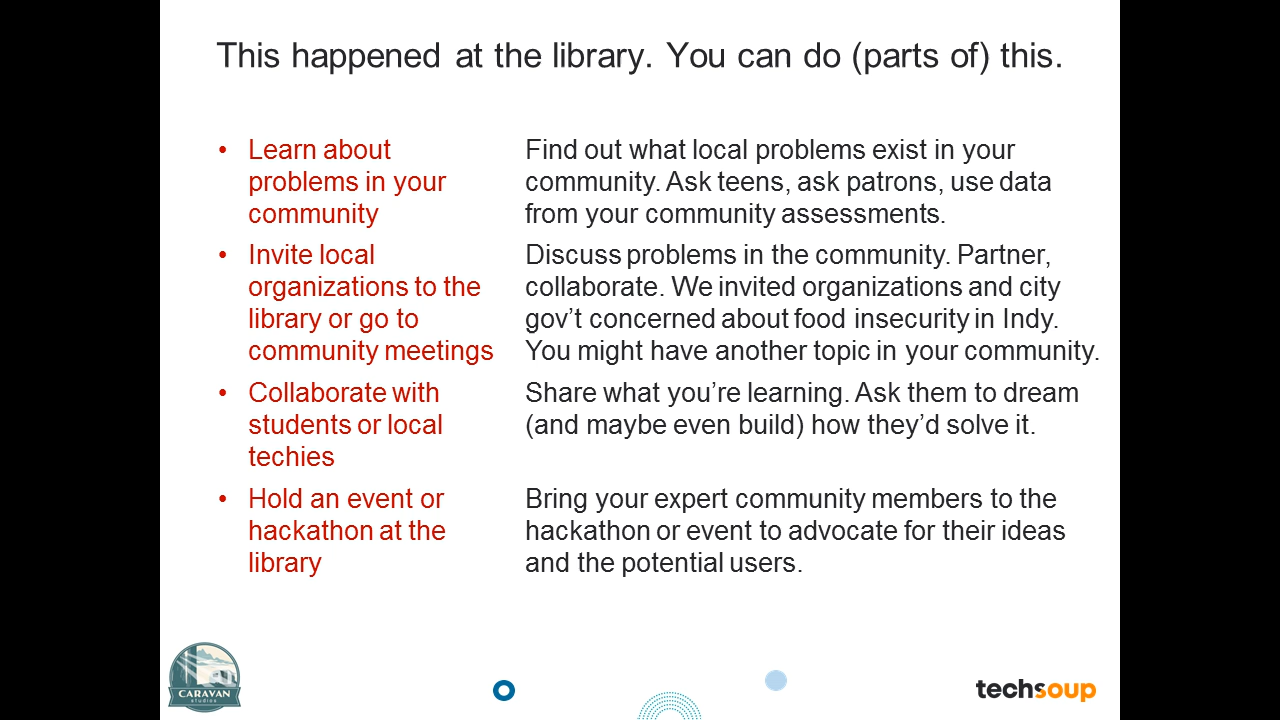 This happened at the library. You can do (parts of) this.
• Learn about
problems in your
community
Find out what local problems exist in your
community. Ask teens, ask patrons, use data
from your community assessments.
• Invite local
organizations to the
library or go to
community meetings
Discuss problems in the community. Partner,
collaborate. We invited organizations and city
gov’t concerned about food insecurity in Indy.
You might have another topic in your community.
• Collaborate with
students or local
techies
Share what you’re learning. Ask them to dream
(and maybe even build) how they’d solve it.
• Hold an event or
hackathon at the
library
Bring your expert community members to the
hackathon or event to advocate for their ideas
and the potential users.
CARAVAN
studios
techsoup